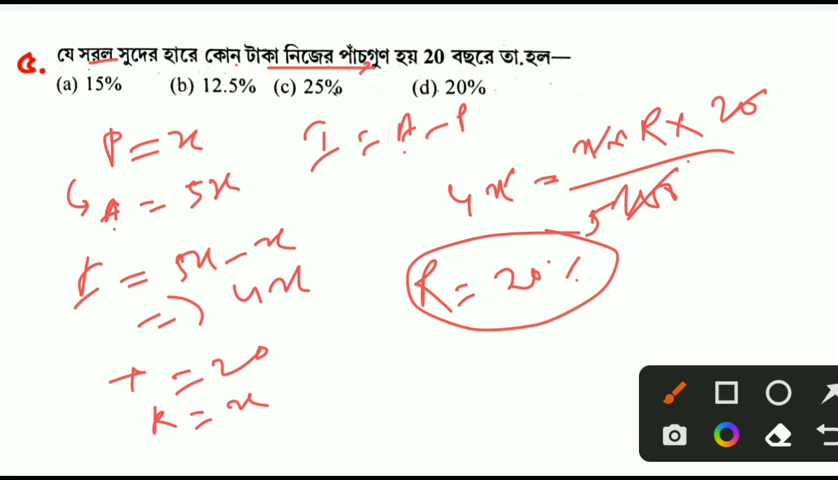 ৫. যে সরল সুদের হারে কোন টাকা নিজের পাঁচগুণ হয় 20 বছরে তা হল—
(a) 15% (b) 12.5% (c) 25% (d) 20%
P = x
I = A - P
A = 5x
I = 5x - x
=> 4x
T = 20
R = x
4x = x × R × 20
R = 20%